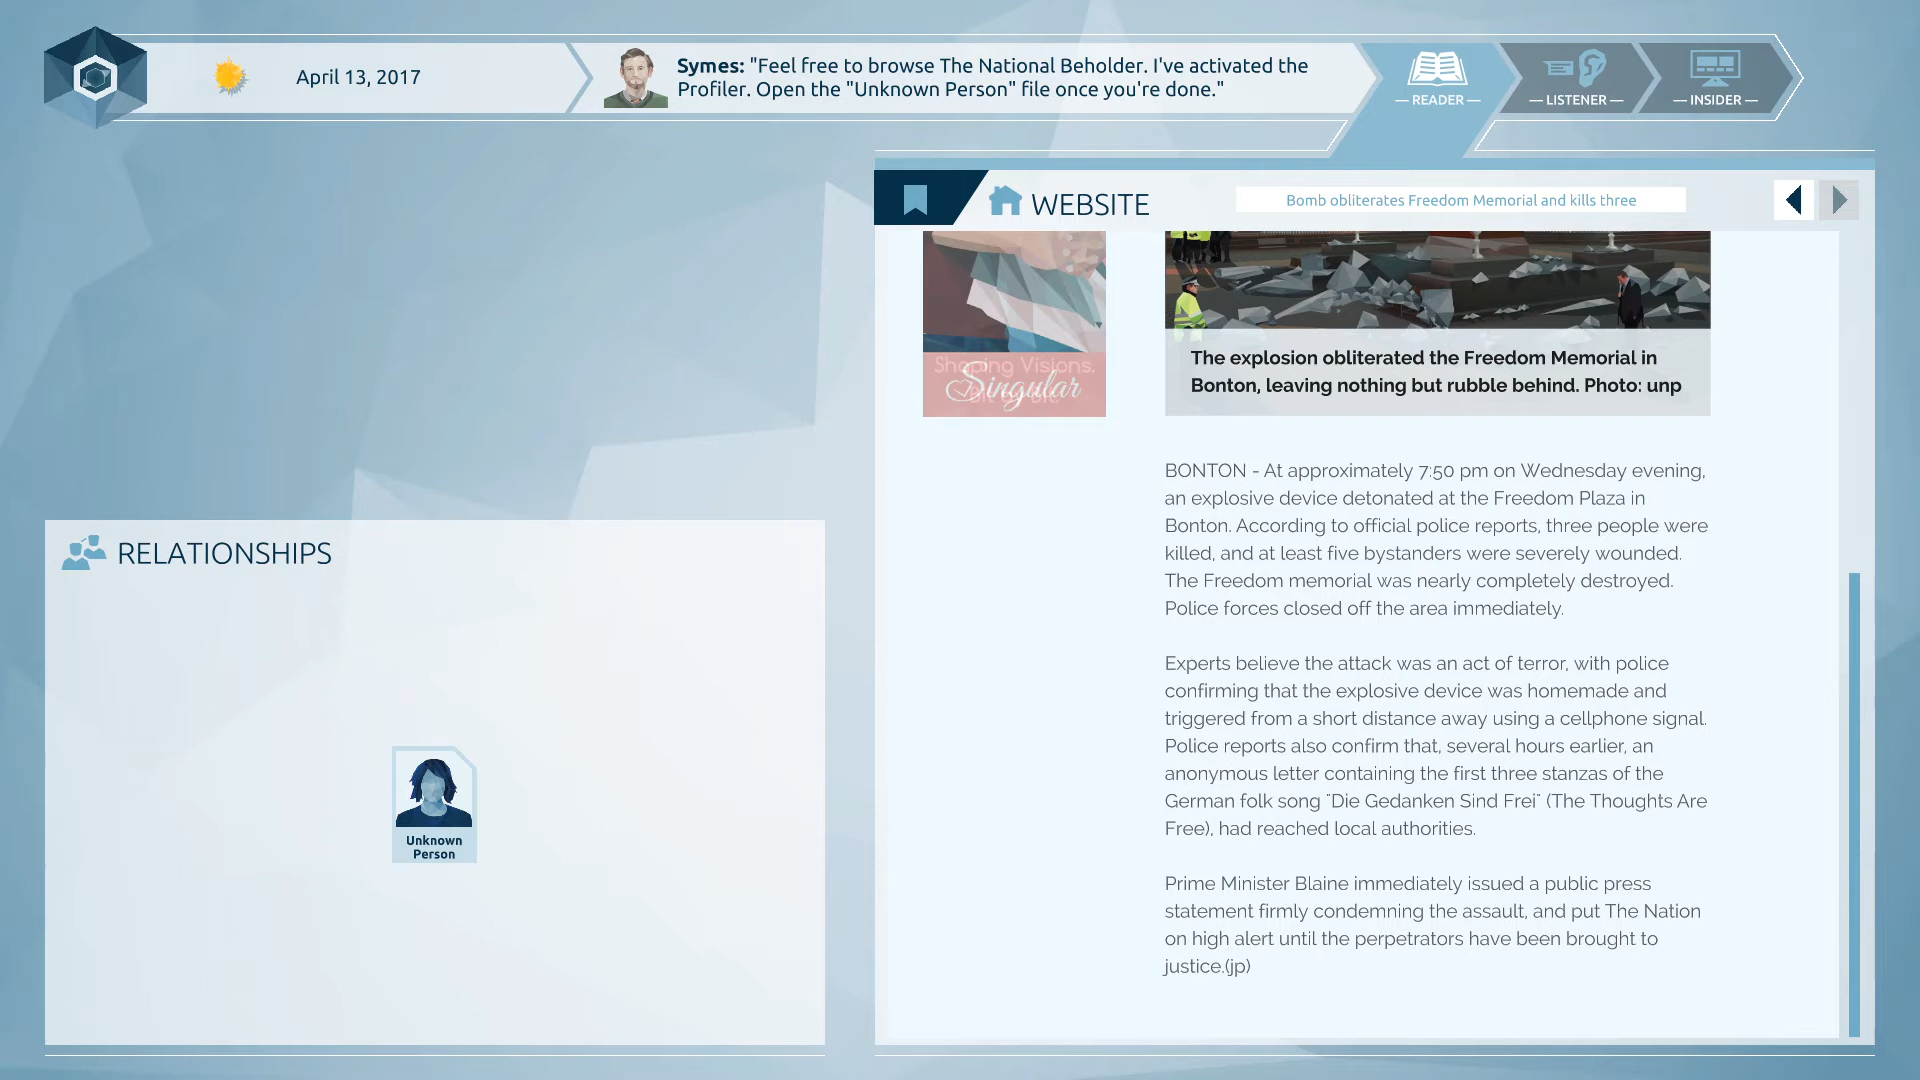 April 13, 2017
Symes: "Feel free to browse The National Beholder. I've activated the
Profiler. Open the "Unknown Person" file once you're done."
READER
LISTENER
INSIDER
WEBSITE
Bomb obliterates Freedom Memorial and kills three
Shaping Visions.
Singular
The explosion obliterated the Freedom Memorial in
Bonton, leaving nothing but rubble behind. Photo: unp
BONTON - At approximately 7:50 pm on Wednesday evening,
an explosive device detonated at the Freedom Plaza in
Bonton. According to official police reports, three people were
killed, and at least five bystanders were severely wounded.
The Freedom memorial was nearly completely destroyed.
Police forces closed off the area immediately.
Experts believe the attack was an act of terror, with police
confirming that the explosive device was homemade and
triggered from a short distance away using a cellphone signal.
Police reports also confirm that, several hours earlier, an
anonymous letter containing the first three stanzas of the
German folk song "Die Gedanken Sind Frei" (The Thoughts Are
Free), had reached local authorities.
Prime Minister Blaine immediately issued a public press
statement firmly condemning the assault, and put The Nation
on high alert until the perpetrators have been brought to
justice.(jp)
RELATIONSHIPS
Unknown
Person